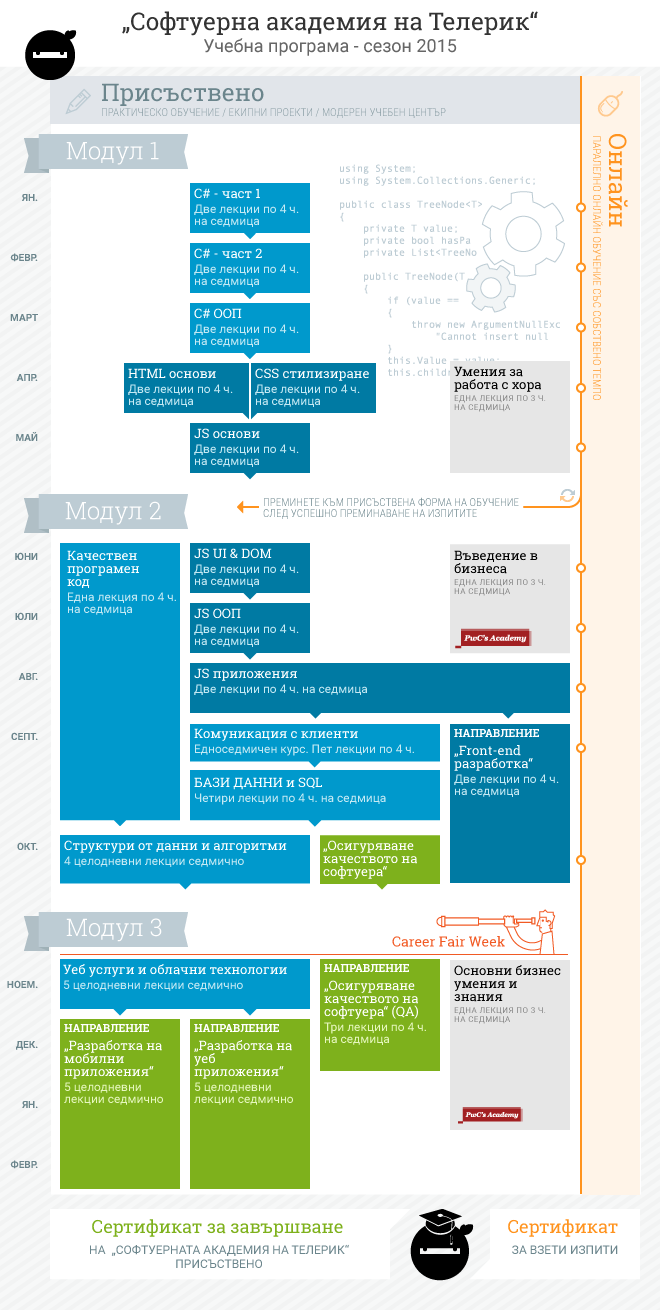 „Софтуерна академия на Телерик“
Учебна програма - сезон 2015
Присъствено
ПРАКТИЧЕСКО ОБУЧЕНИЕ / ЕКИПНИ ПРОЕКТИ / МОДЕРЕН УЧЕБЕН ЦЕНТЪР
Онлайн
ПАРАЛЕЛНО ОНЛАЙН ОБУЧЕНИЕ СЪС СОБСТВЕНО ТЕМПО
Модул 1
using System;
using System.Collections.Generic;
public class TreeNode<T>
{
private T value;
private bool hasPa
private List<TreeNo
public TreeNode(T
{
if (value ==
{
throw new ArgumentNullExc
"Cannot insert null
}
this.Value = value;
this.childr
ЯН.
C# - част 1
Две лекции по 4 ч.
на седмица
ФЕВР.
C# - част 2
Две лекции по 4 ч.
на седмица
МАРТ
C# ООП
Две лекции по 4 ч.
на седмица
АПР.
HTML основи
Две лекции по 4 ч.
на седмица
CSS стилизиране
Две лекции по 4 ч.
на седмица
Умения за
работа с хора
ЕДНА ЛЕКЦИЯ ПО 3 Ч.
НА СЕДМИЦА
МАЙ
JS основи
Две лекции по 4 ч.
на седмица
Модул 2
ПРЕМИНЕТЕ КЪМ ПРИСЪСТВЕНА ФОРМА НА ОБУЧЕНИЕ
СЛЕД УСПЕШНО ПРЕМИНАВАНЕ НА ИЗПИТИТЕ
ЮНИ
Качествен
програмен
код
Една лекция по 4 ч.
на седмица
JS UI & DOM
Две лекции по 4 ч.
на седмица
Въведение в
бизнеса
ЕДНА ЛЕКЦИЯ ПО 3 Ч.
НА СЕДМИЦА
PwC's Academy
ЮЛИ
JS ООП
Две лекции по 4 ч.
на седмица
АВГ.
JS приложения
Две лекции по 4 ч. на седмица
СЕПТ.
Комуникация с клиенти
Едноседмичен курс. Пет лекции по 4 ч.
БАЗИ ДАННИ и SQL
Четири лекции по 4 ч. на седмица
НАПРАВЛЕНИЕ
„Front-end
разработка“
Две лекции по 4 ч.
на седмица
ОКТ.
Структури от данни и алгоритми
4 целодневни лекции седмично
„Осигуряване
качеството на
софтуера“
Модул 3
Career Fair Week
НОЕМ.
Уеб услуги и облачни технологии
5 целодневни лекции седмично
НАПРАВЛЕНИЕ
„Осигуряване
качеството на
софтуера“ (QA)
Три лекции по 4 ч.
на седмица
Основни бизнес
умения и
знания
ЕДНА ЛЕКЦИЯ ПО 3 Ч.
НА СЕДМИЦА
PwC's Academy
ДЕК.
НАПРАВЛЕНИЕ
„Разработка на
мобилни
приложения“
5 целодневни
лекции седмично
НАПРАВЛЕНИЕ
„Разработка на
уеб
приложения“
5 целодневни
лекции седмично
ЯН.
ФЕВР.
Сертификат за завършване
НА „СОФТУЕРНАТА АКАДЕМИЯ НА ТЕЛЕРИК“
ПРИСЪСТВЕНО
Сертификат
ЗА ВЗЕТИ ИЗПИТИ